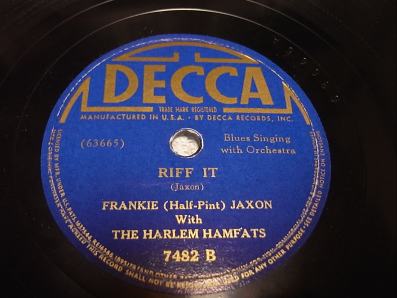 DECCA
TRADE MARK REGISTERED
MANUFACTURED IN U.S.A. · BY DECCA RECORDS, INC.
(63665)
Blues Singing
with Orchestra
RIFF IT
(Jaxon)
FRANKIE (Half-Pint) JAXON
With
THE HARLEM HAMFATS
7482 B